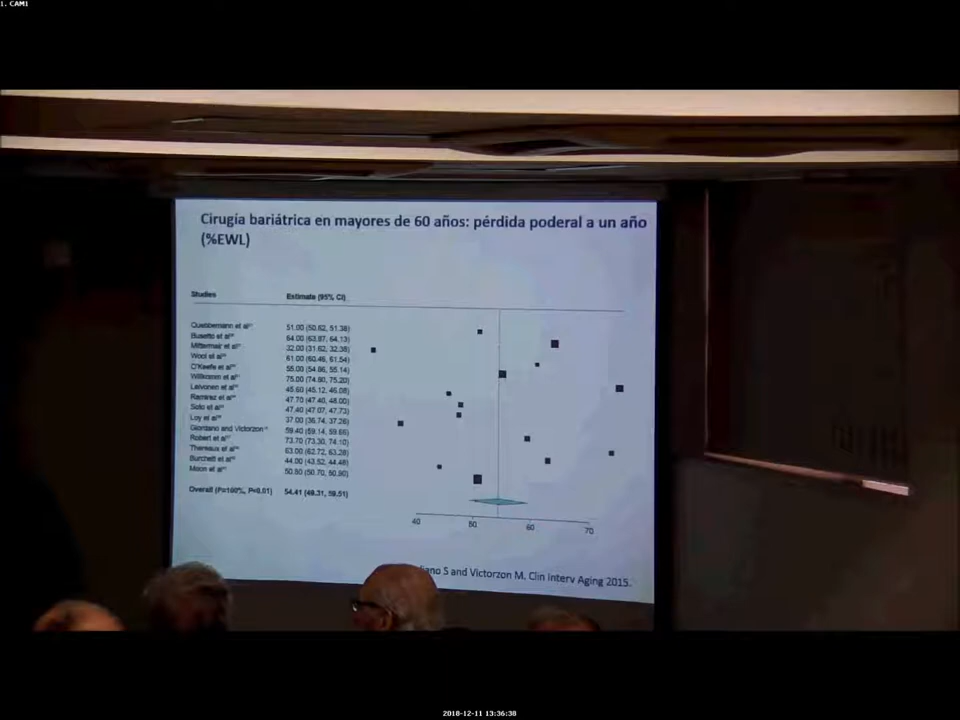 1. CAM1
Cirugía bariátrica en mayores de 60 años: pérdida poderal a un año
(%EWL)
Studies Estimate (95% CI)
Quebbemann et al 51.00 (50.62, 51.38)
Busetto et al 64.00 (63.87, 64.13)
Mittermair et al 32.00 (31.62, 32.38)
Wool et al 61.00 (60.46, 61.54)
O'Keefe et al 55.00 (54.86, 55.14)
Willkomm et al 75.00 (74.80, 75.20)
Leivonen et al 45.60 (45.12, 46.08)
Ramirez et al 47.70 (47.40, 48.00)
Soto et al 47.40 (47.07, 47.73)
Loy et al 37.00 (36.74, 37.26)
Giordano and Victorzon 59.40 (59.14, 59.66)
Robert et al 73.70 (73.30, 74.10)
Thereaux et al 63.00 (62.72, 63.28)
Burchett et al 44.00 (43.52, 44.48)
Moon et al 50.80 (50.70, 50.90)
Overall (I²=100%, P<0.01) 54.41 (49.31, 59.51)
40 50 60 70
iano S and Victorzon M. Clin Interv Aging 2015.
2018-12-11 13:36:38